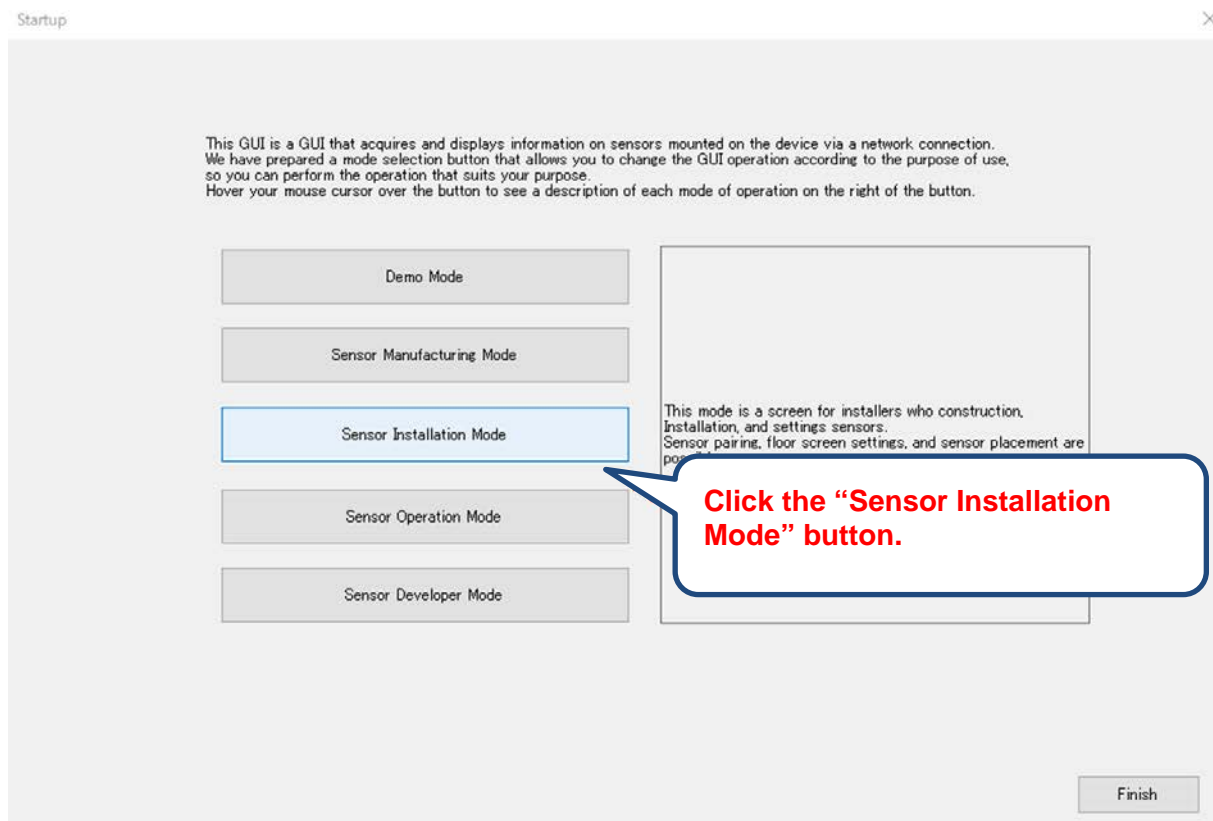 Startup
This GUI is a GUI that acquires and displays information on sensors mounted on the device via a network connection.
We have prepared a mode selection button that allows you to change the GUI operation according to the purpose of use,
so you can perform the operation that suits your purpose.
Hover your mouse cursor over the button to see a description of each mode of operation on the right of the button.
Demo Mode
Sensor Manufacturing Mode
Sensor Installation Mode
Sensor Operation Mode
Sensor Developer Mode
This mode is a screen for installers who construction,
Installation, and settings sensors.
Sensor pairing, floor screen settings, and sensor placement are
Click the “Sensor Installation
Mode” button.
Finish